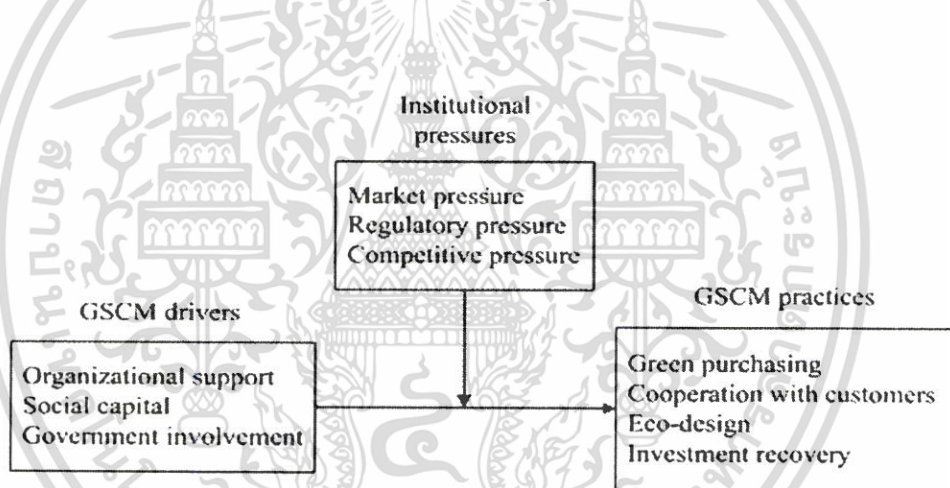 Institutional
pressures
Market pressure
Regulatory pressure
Competitive pressure
GSCM drivers
Organizational support
Social capital
Government involvement
GSCM practices
Green purchasing
Cooperation with customers
Eco-design
Investment recovery